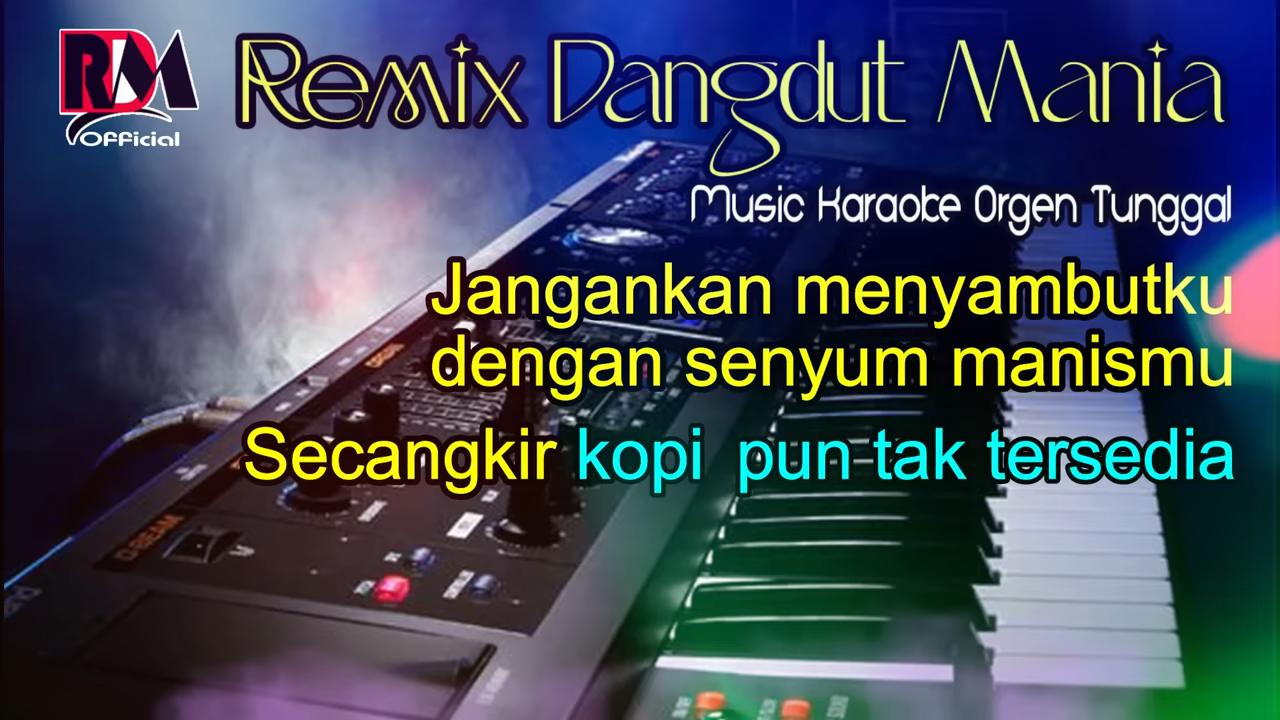 RDM
Official
Remix Dangdut Mania
Music Karaoke Orgen Tunggal
Jangankan menyambutku
dengan senyum manismu
Secangkir kopi pun tak tersedia
D-BEAM